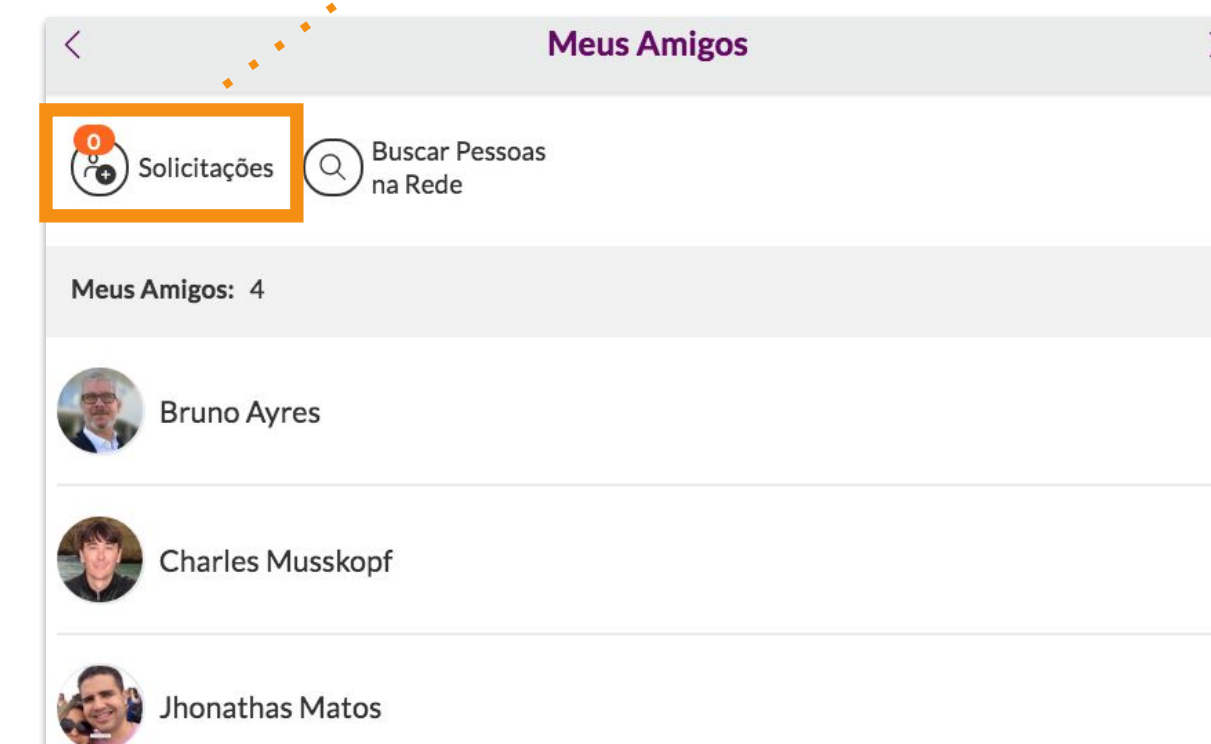 Meus Amigos
0
Solicitações
Buscar Pessoas
na Rede
Meus Amigos: 4
Bruno Ayres
Charles Musskopf
Jhonathas Matos